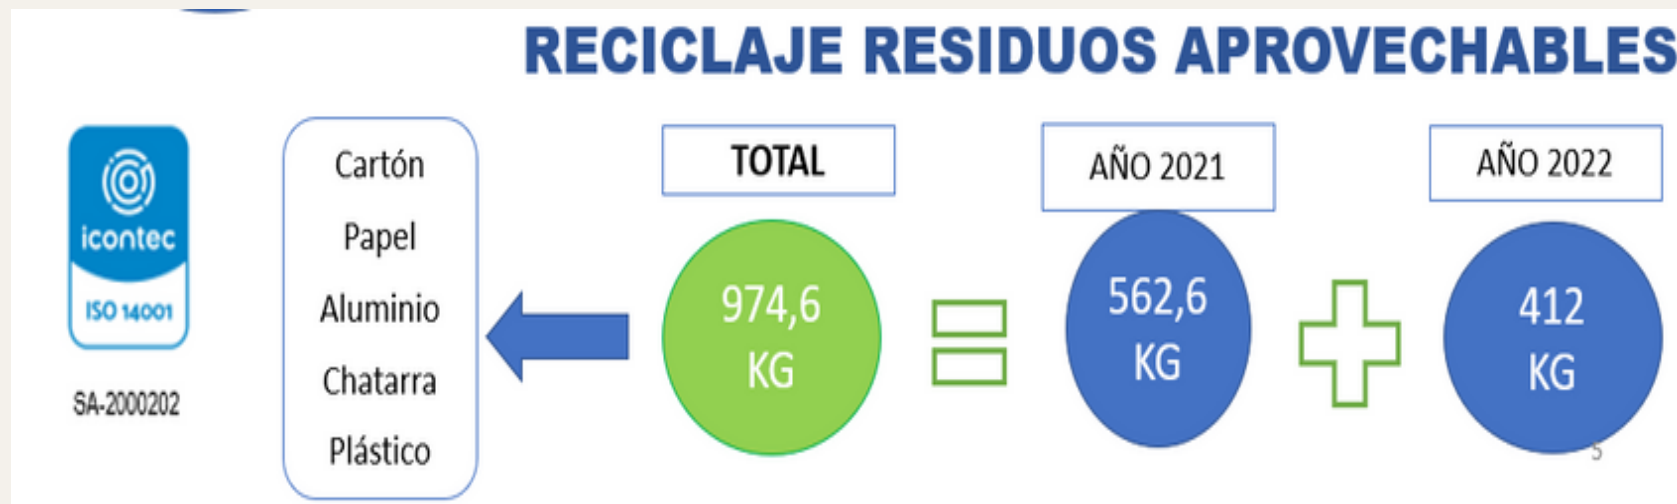 RECICLAJE RESIDUOS APROVECHABLES
icontec
ISO 14001
SA-2000202
Cartón
Papel
Aluminio
Chatarra
Plástico
TOTAL
974,6
KG
AÑO 2021
562,6
KG
AÑO 2022
412
KG
5